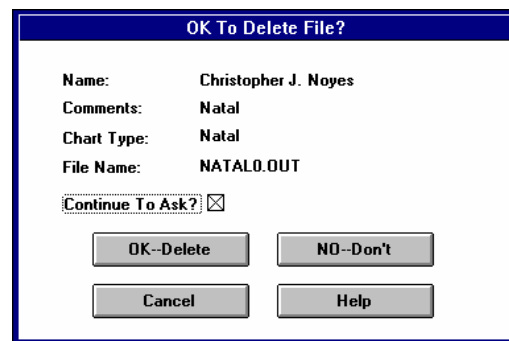 OK To Delete File?
Name: Christopher J. Noyes
Comments: Natal
Chart Type: Natal
File Name: NATAL0.OUT
Continue To Ask?
OK--Delete NO--Don't
Cancel Help